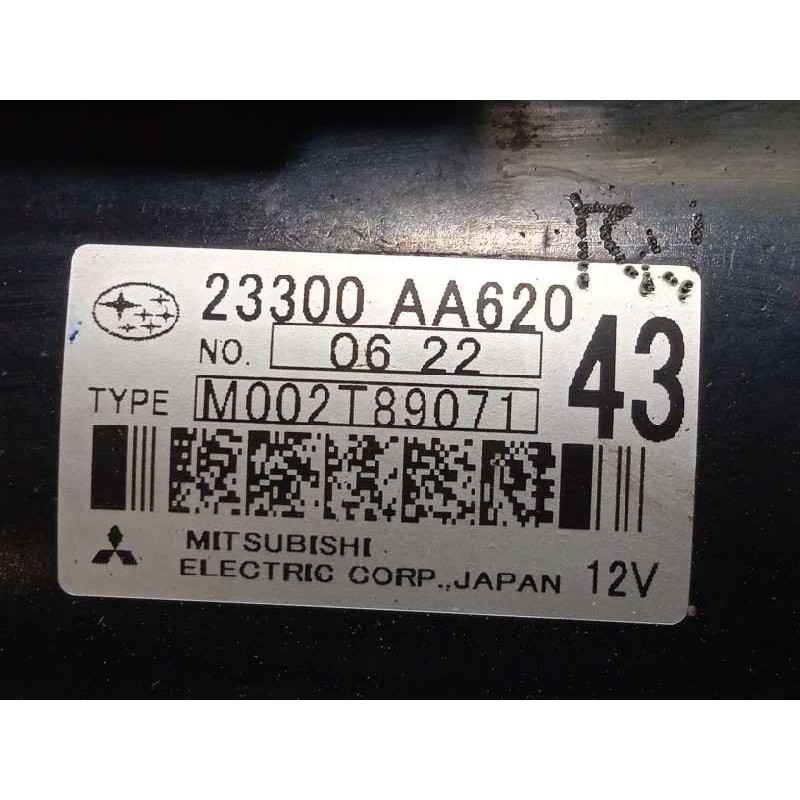 23300 AA620
NO. 06 22
43
TYPE M002T89071
MITSUBISHI
ELECTRIC CORP., JAPAN 12V